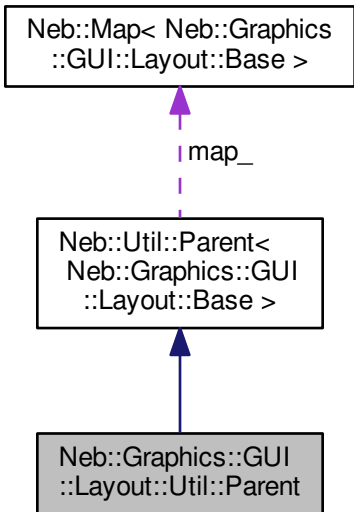 Neb::Map< Neb::Graphics
::GUI::Layout::Base >
map_
Neb::Util::Parent<
Neb::Graphics::GUI
::Layout::Base >
Neb::Graphics::GUI
::Layout::Util::Parent